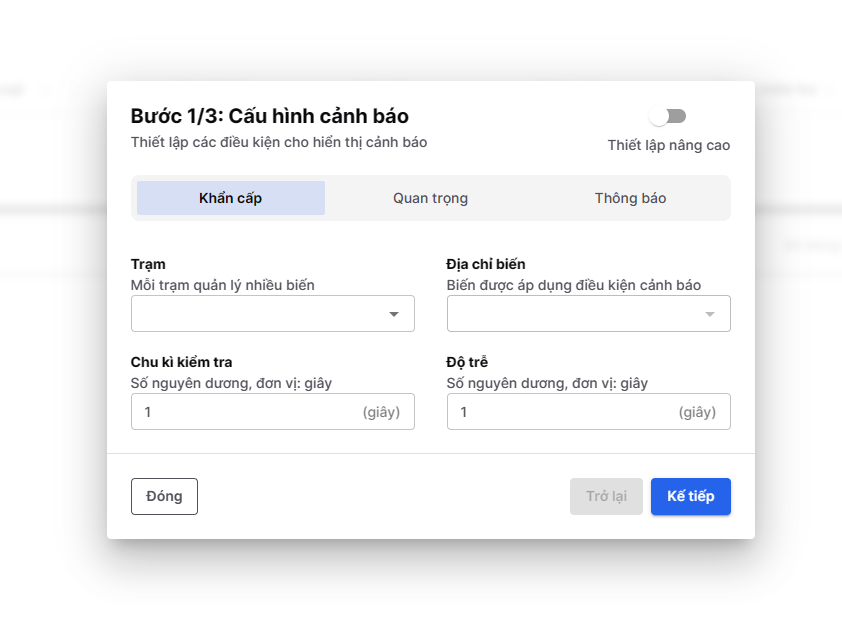 Bước 1/3: Cấu hình cảnh báo
Thiết lập các điều kiện cho hiển thị cảnh báo
Thiết lập nâng cao
Khẩn cấp
Quan trọng
Thông báo
Trạm
Mỗi trạm quản lý nhiều biến
Địa chỉ biến
Biến được áp dụng điều kiện cảnh báo
Chu kì kiểm tra
Số nguyên dương, đơn vị: giây
1 (giây)
Độ trễ
Số nguyên dương, đơn vị: giây
1 (giây)
Đóng
Trở lại
Kế tiếp